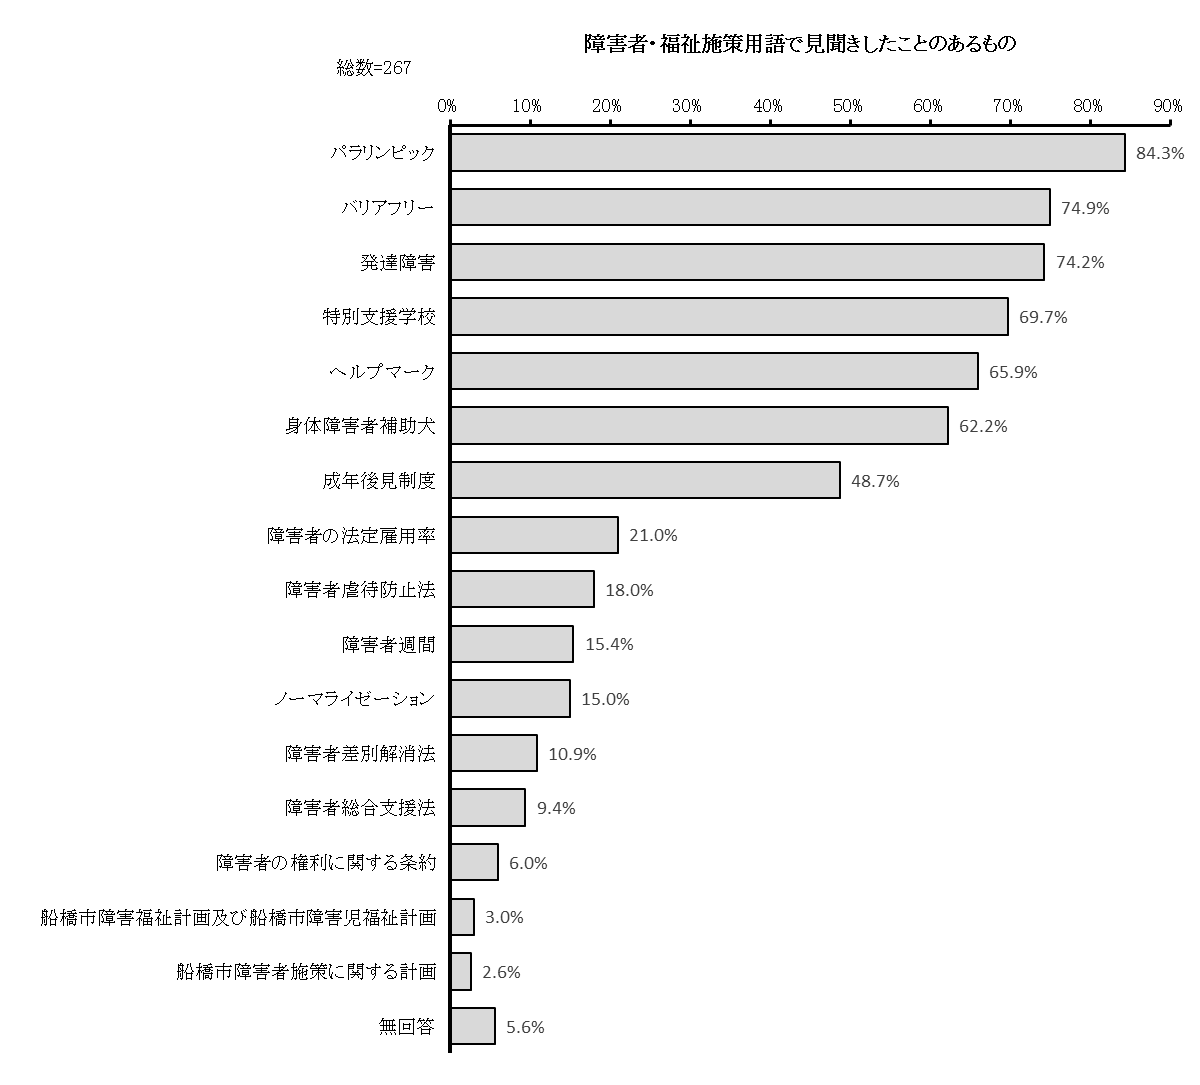 障害者・福祉施策用語で見聞きしたことのあるもの
総数=267
0% 10% 20% 30% 40% 50% 60% 70% 80% 90%
パラリンピック 84.3%
バリアフリー 74.9%
発達障害 74.2%
特別支援学校 69.7%
ヘルプマーク 65.9%
身体障害者補助犬 62.2%
成年後見制度 48.7%
障害者の法定雇用率 21.0%
障害者虐待防止法 18.0%
障害者週間 15.4%
ノーマライゼーション 15.0%
障害者差別解消法 10.9%
障害者総合支援法 9.4%
障害者の権利に関する条約 6.0%
船橋市障害福祉計画及び船橋市障害児福祉計画 3.0%
船橋市障害者施策に関する計画 2.6%
無回答 5.6%